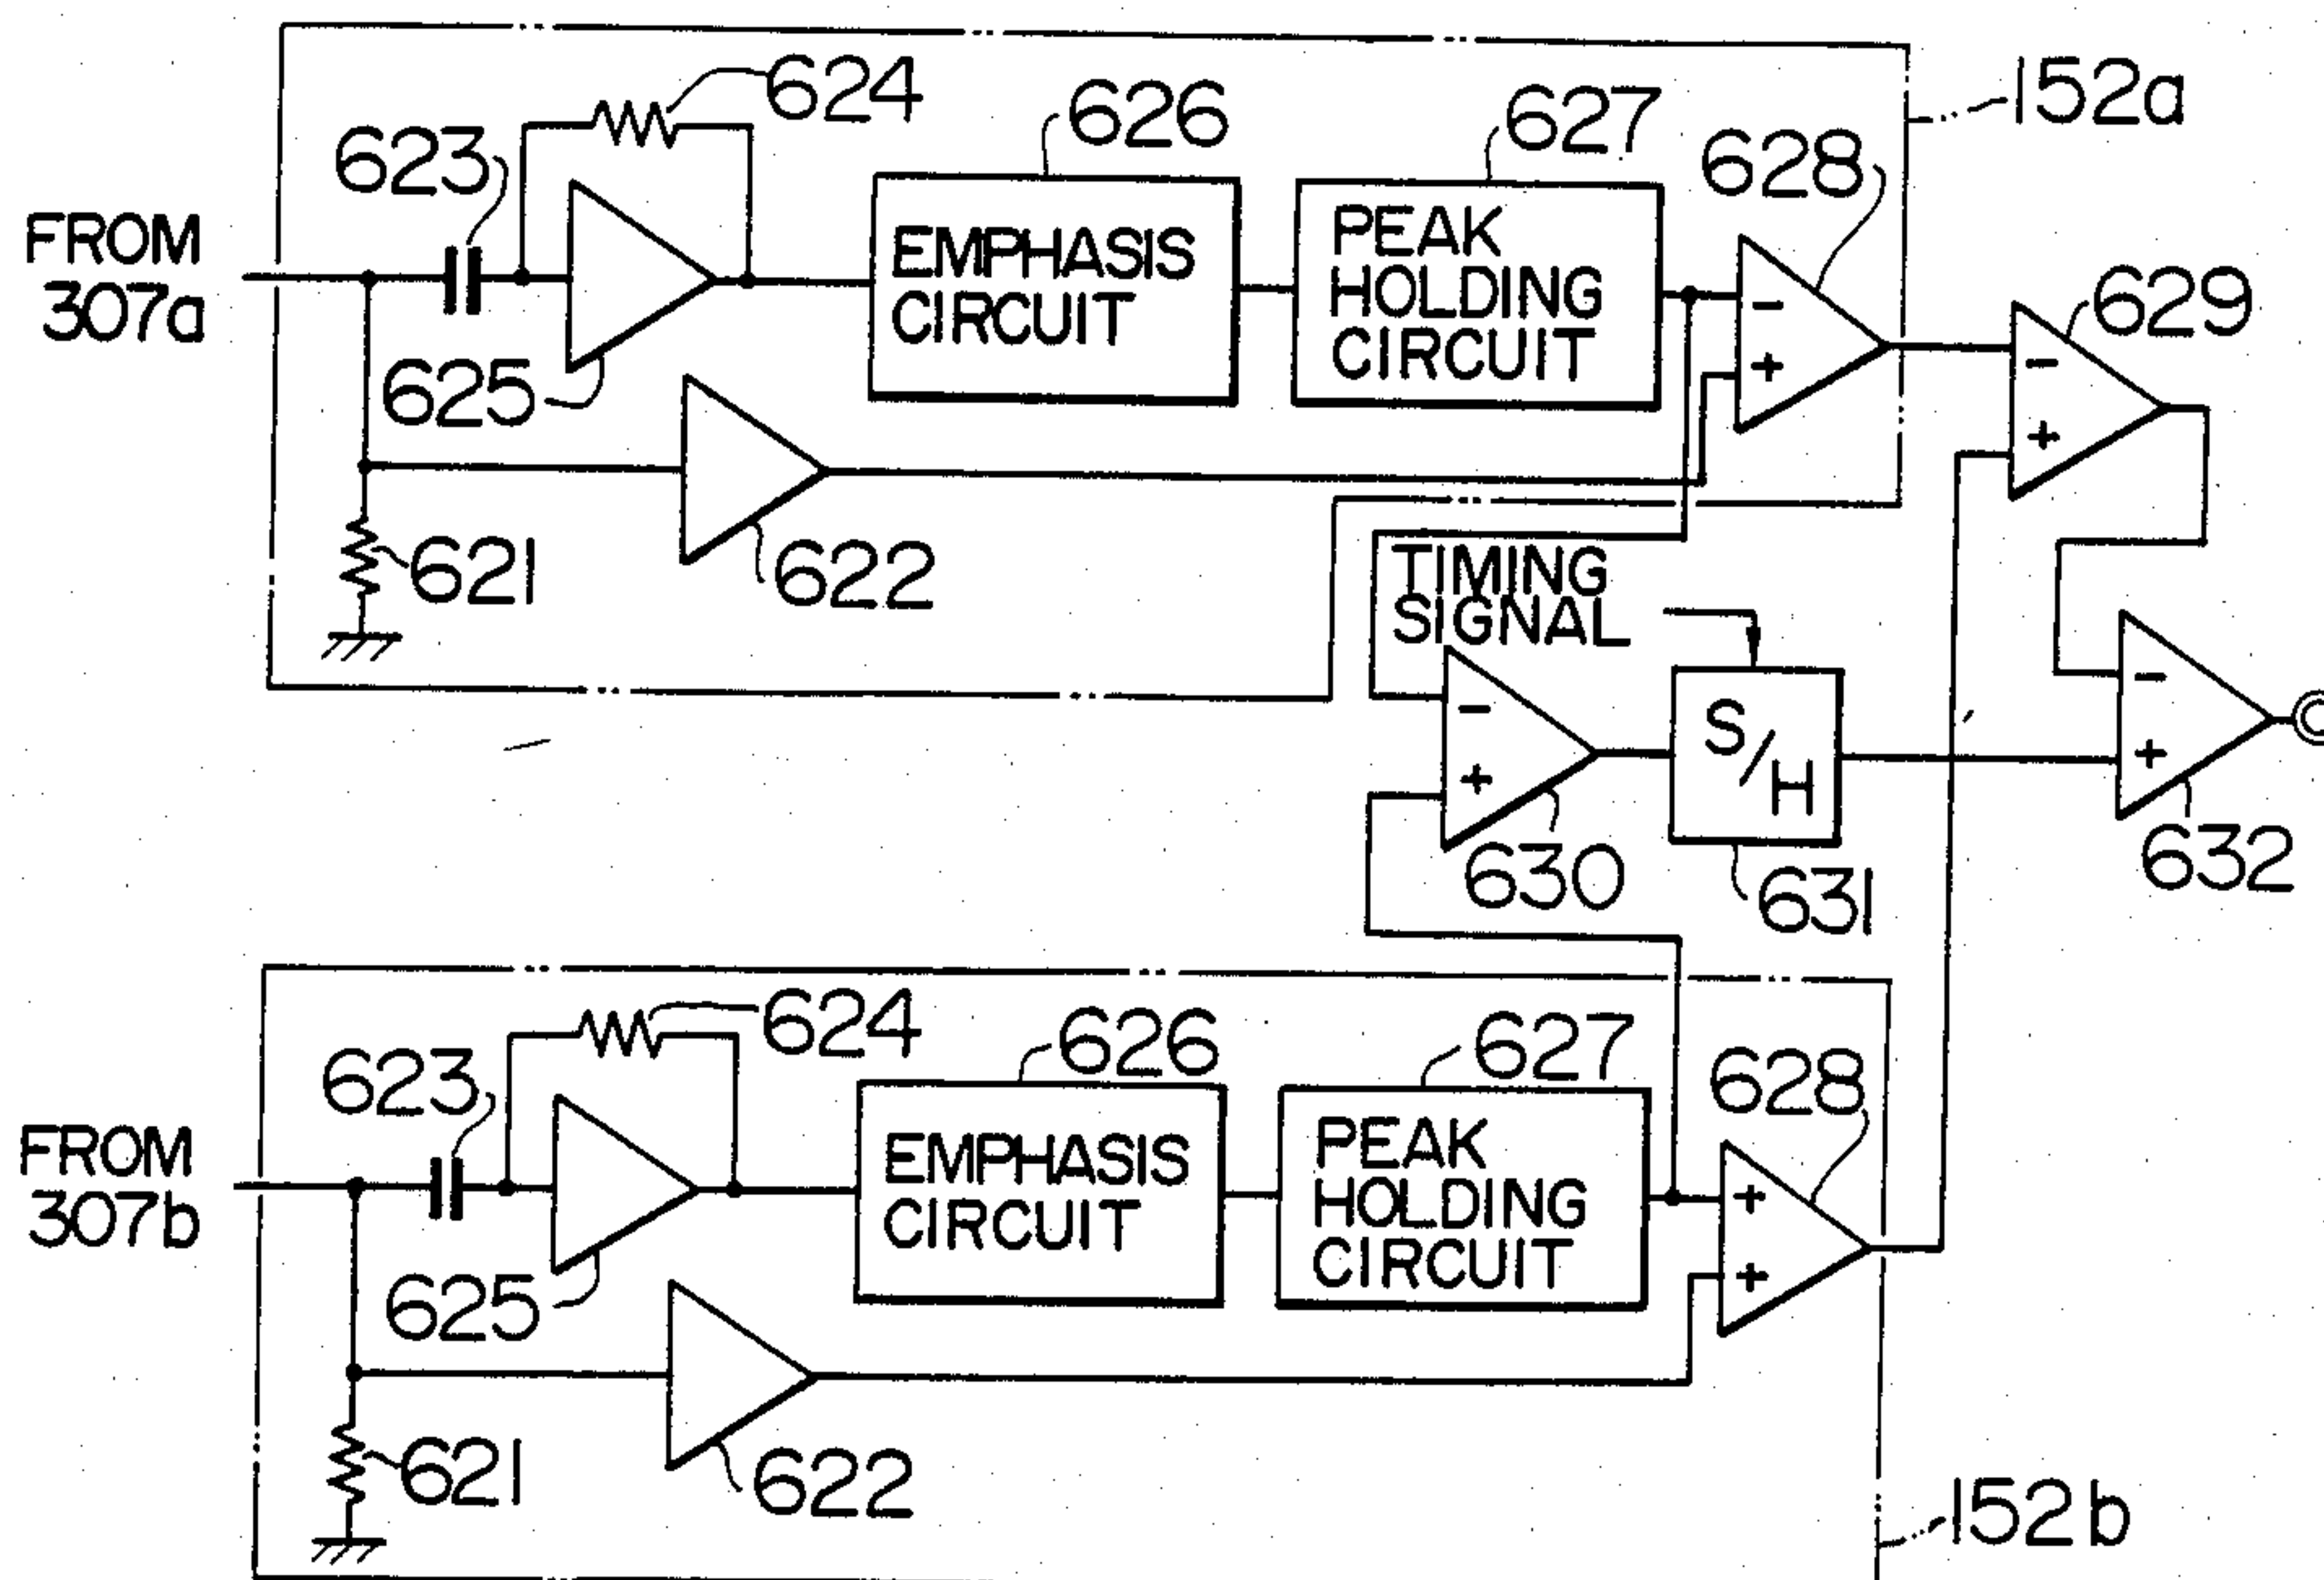 624
626
627
152a
623
628
FROM
307a
EMPHASIS
CIRCUIT
PEAK
HOLDING
CIRCUIT
-
+
629
-
+
625
621
622
TIMING
SIGNAL
-
+
S/H
-
+
630
631
632
624
626
627
623
628
FROM
307b
EMPHASIS
CIRCUIT
PEAK
HOLDING
CIRCUIT
+
+
625
621
622
152b